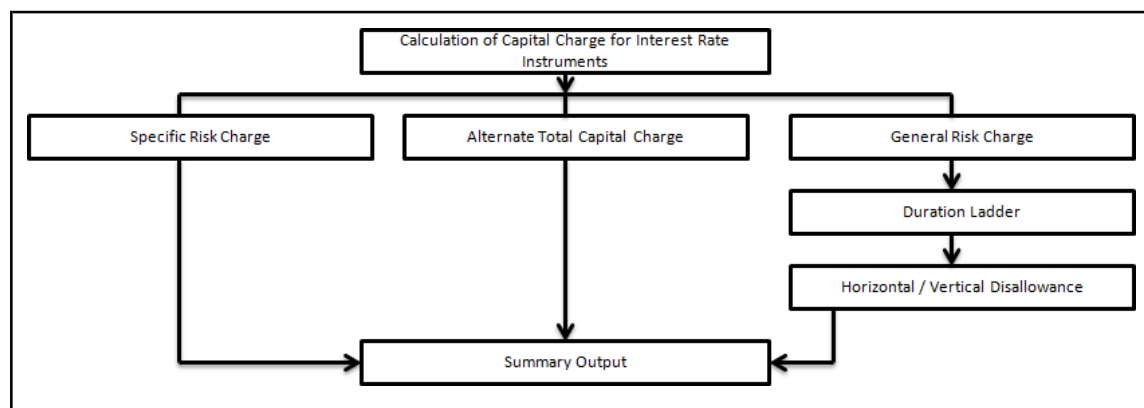 Calculation of Capital Charge for Interest Rate
Instruments
Specific Risk Charge
Alternate Total Capital Charge
General Risk Charge
Duration Ladder
Horizontal / Vertical Disallowance
Summary Output